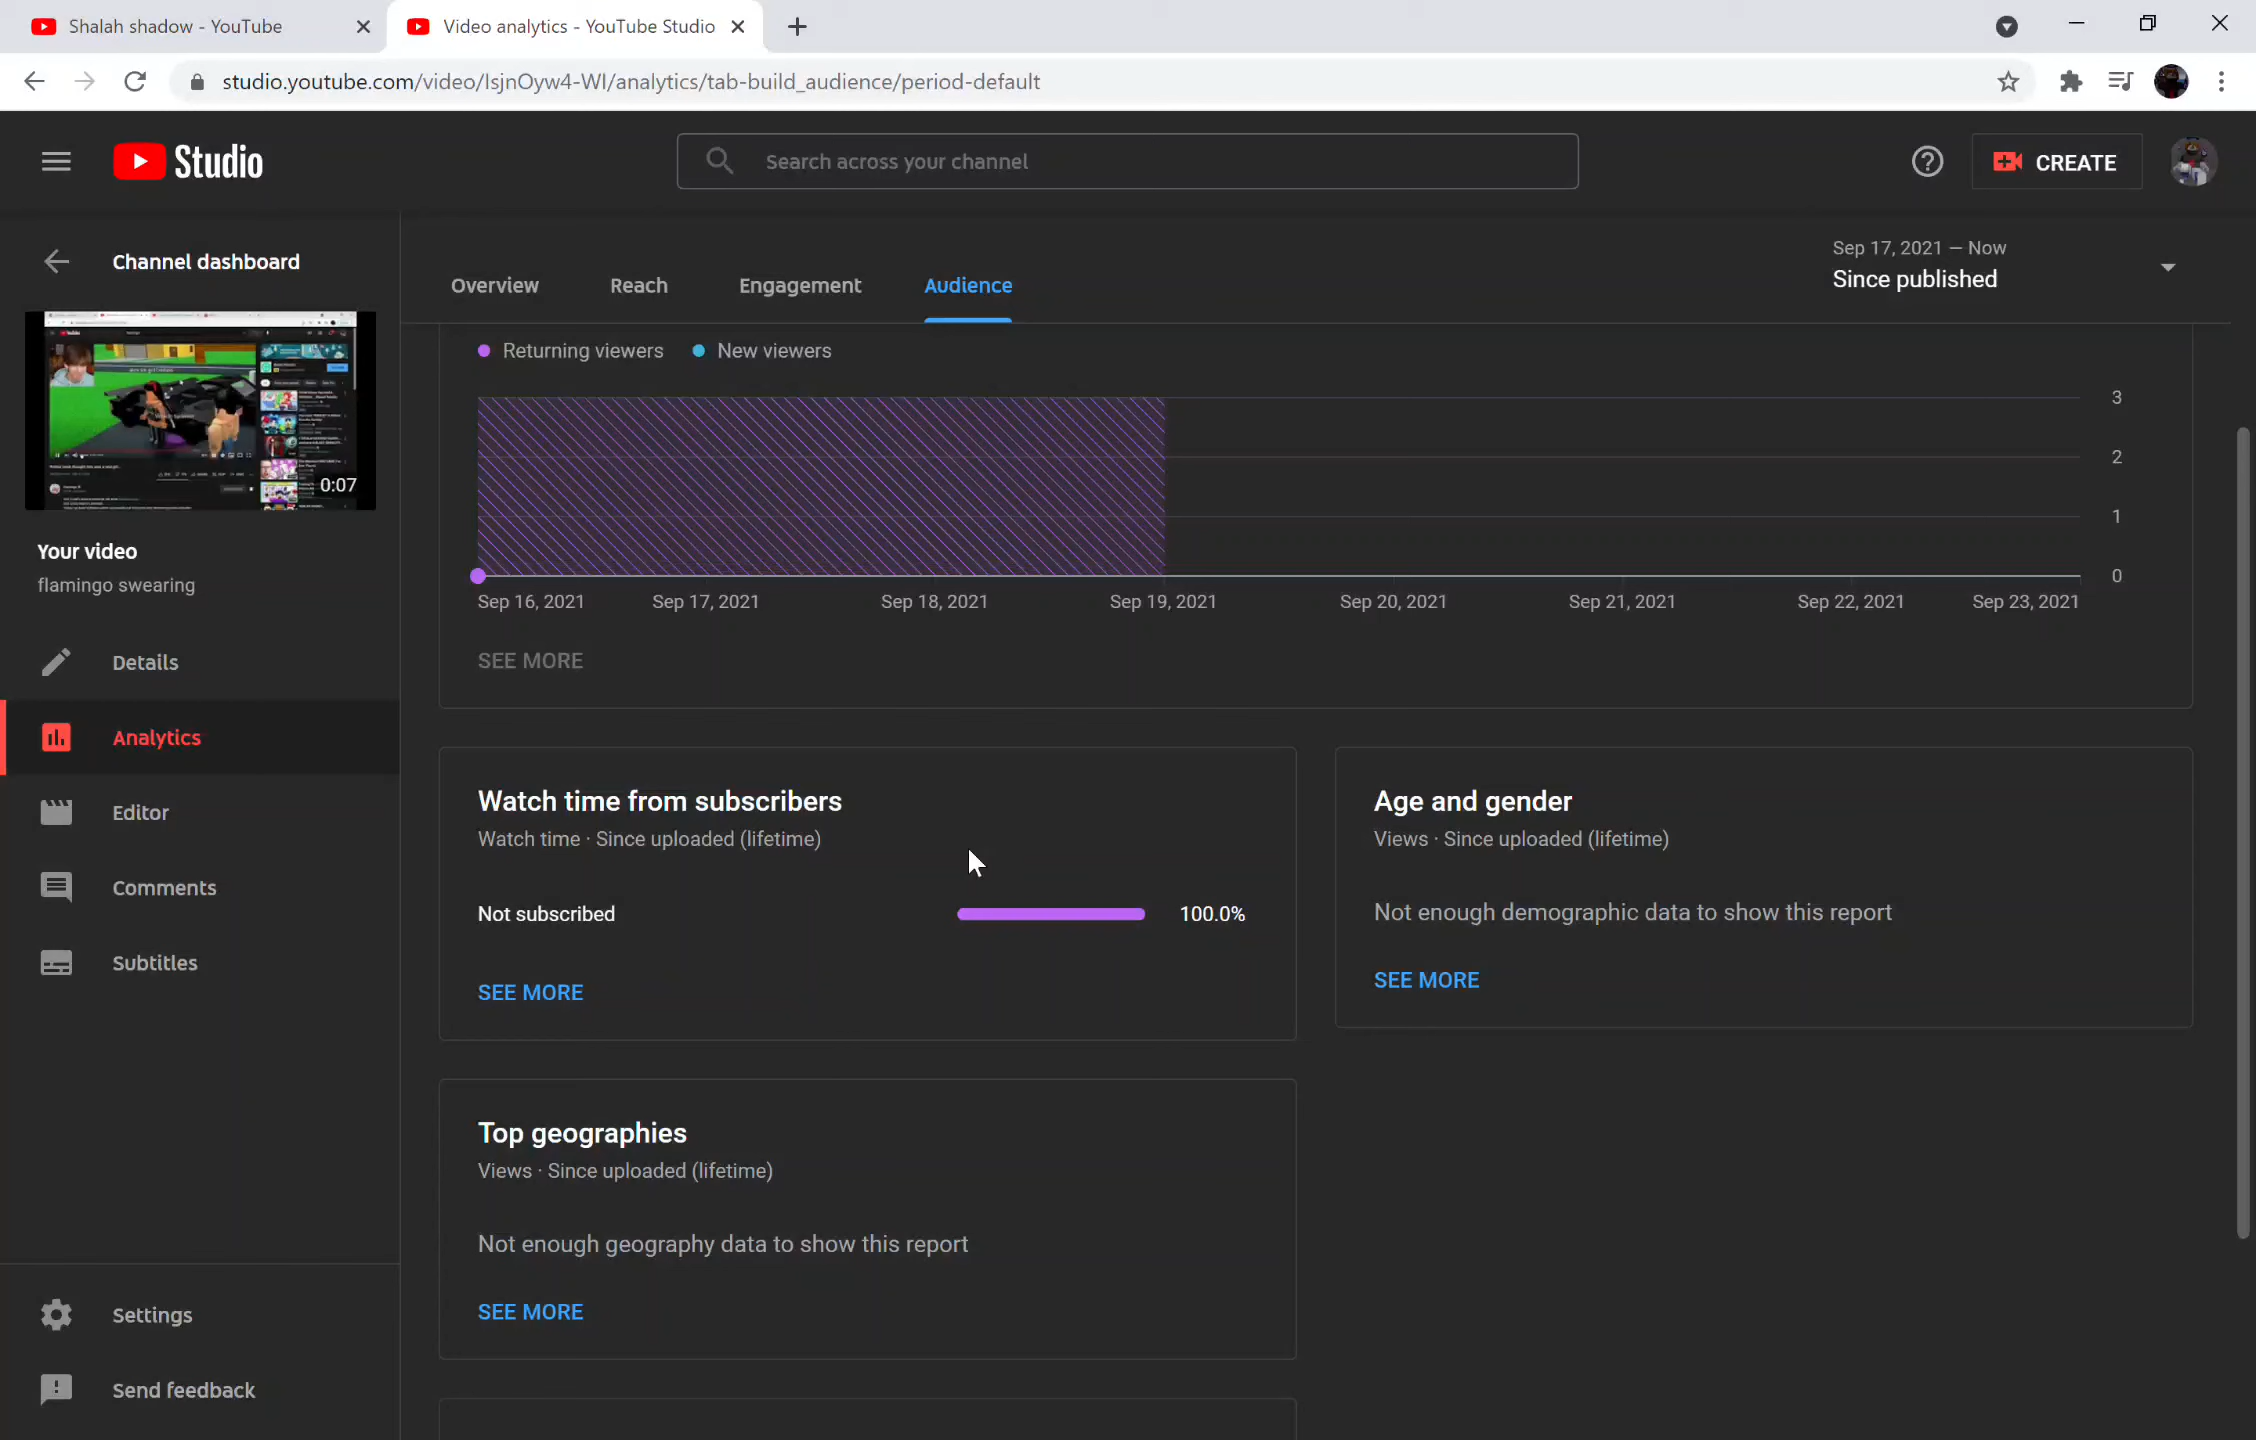 Shalah shadow - YouTube
Video analytics - YouTube Studio
studio.youtube.com/video/IsjnOyw4-WI/analytics/tab-build_audience/period-default
Studio
Search across your channel
CREATE
Channel dashboard
0:07
Your video
flamingo swearing
Details
Analytics
Editor
Comments
Subtitles
Settings
Send feedback
Overview Reach Engagement Audience
Sep 17, 2021 – Now
Since published
Returning viewers New viewers
3
2
1
0
Sep 16, 2021 Sep 17, 2021 Sep 18, 2021 Sep 19, 2021 Sep 20, 2021 Sep 21, 2021 Sep 22, 2021 Sep 23, 2021
SEE MORE
Watch time from subscribers
Watch time · Since uploaded (lifetime)
Not subscribed 100.0%
SEE MORE
Age and gender
Views · Since uploaded (lifetime)
Not enough demographic data to show this report
SEE MORE
Top geographies
Views · Since uploaded (lifetime)
Not enough geography data to show this report
SEE MORE